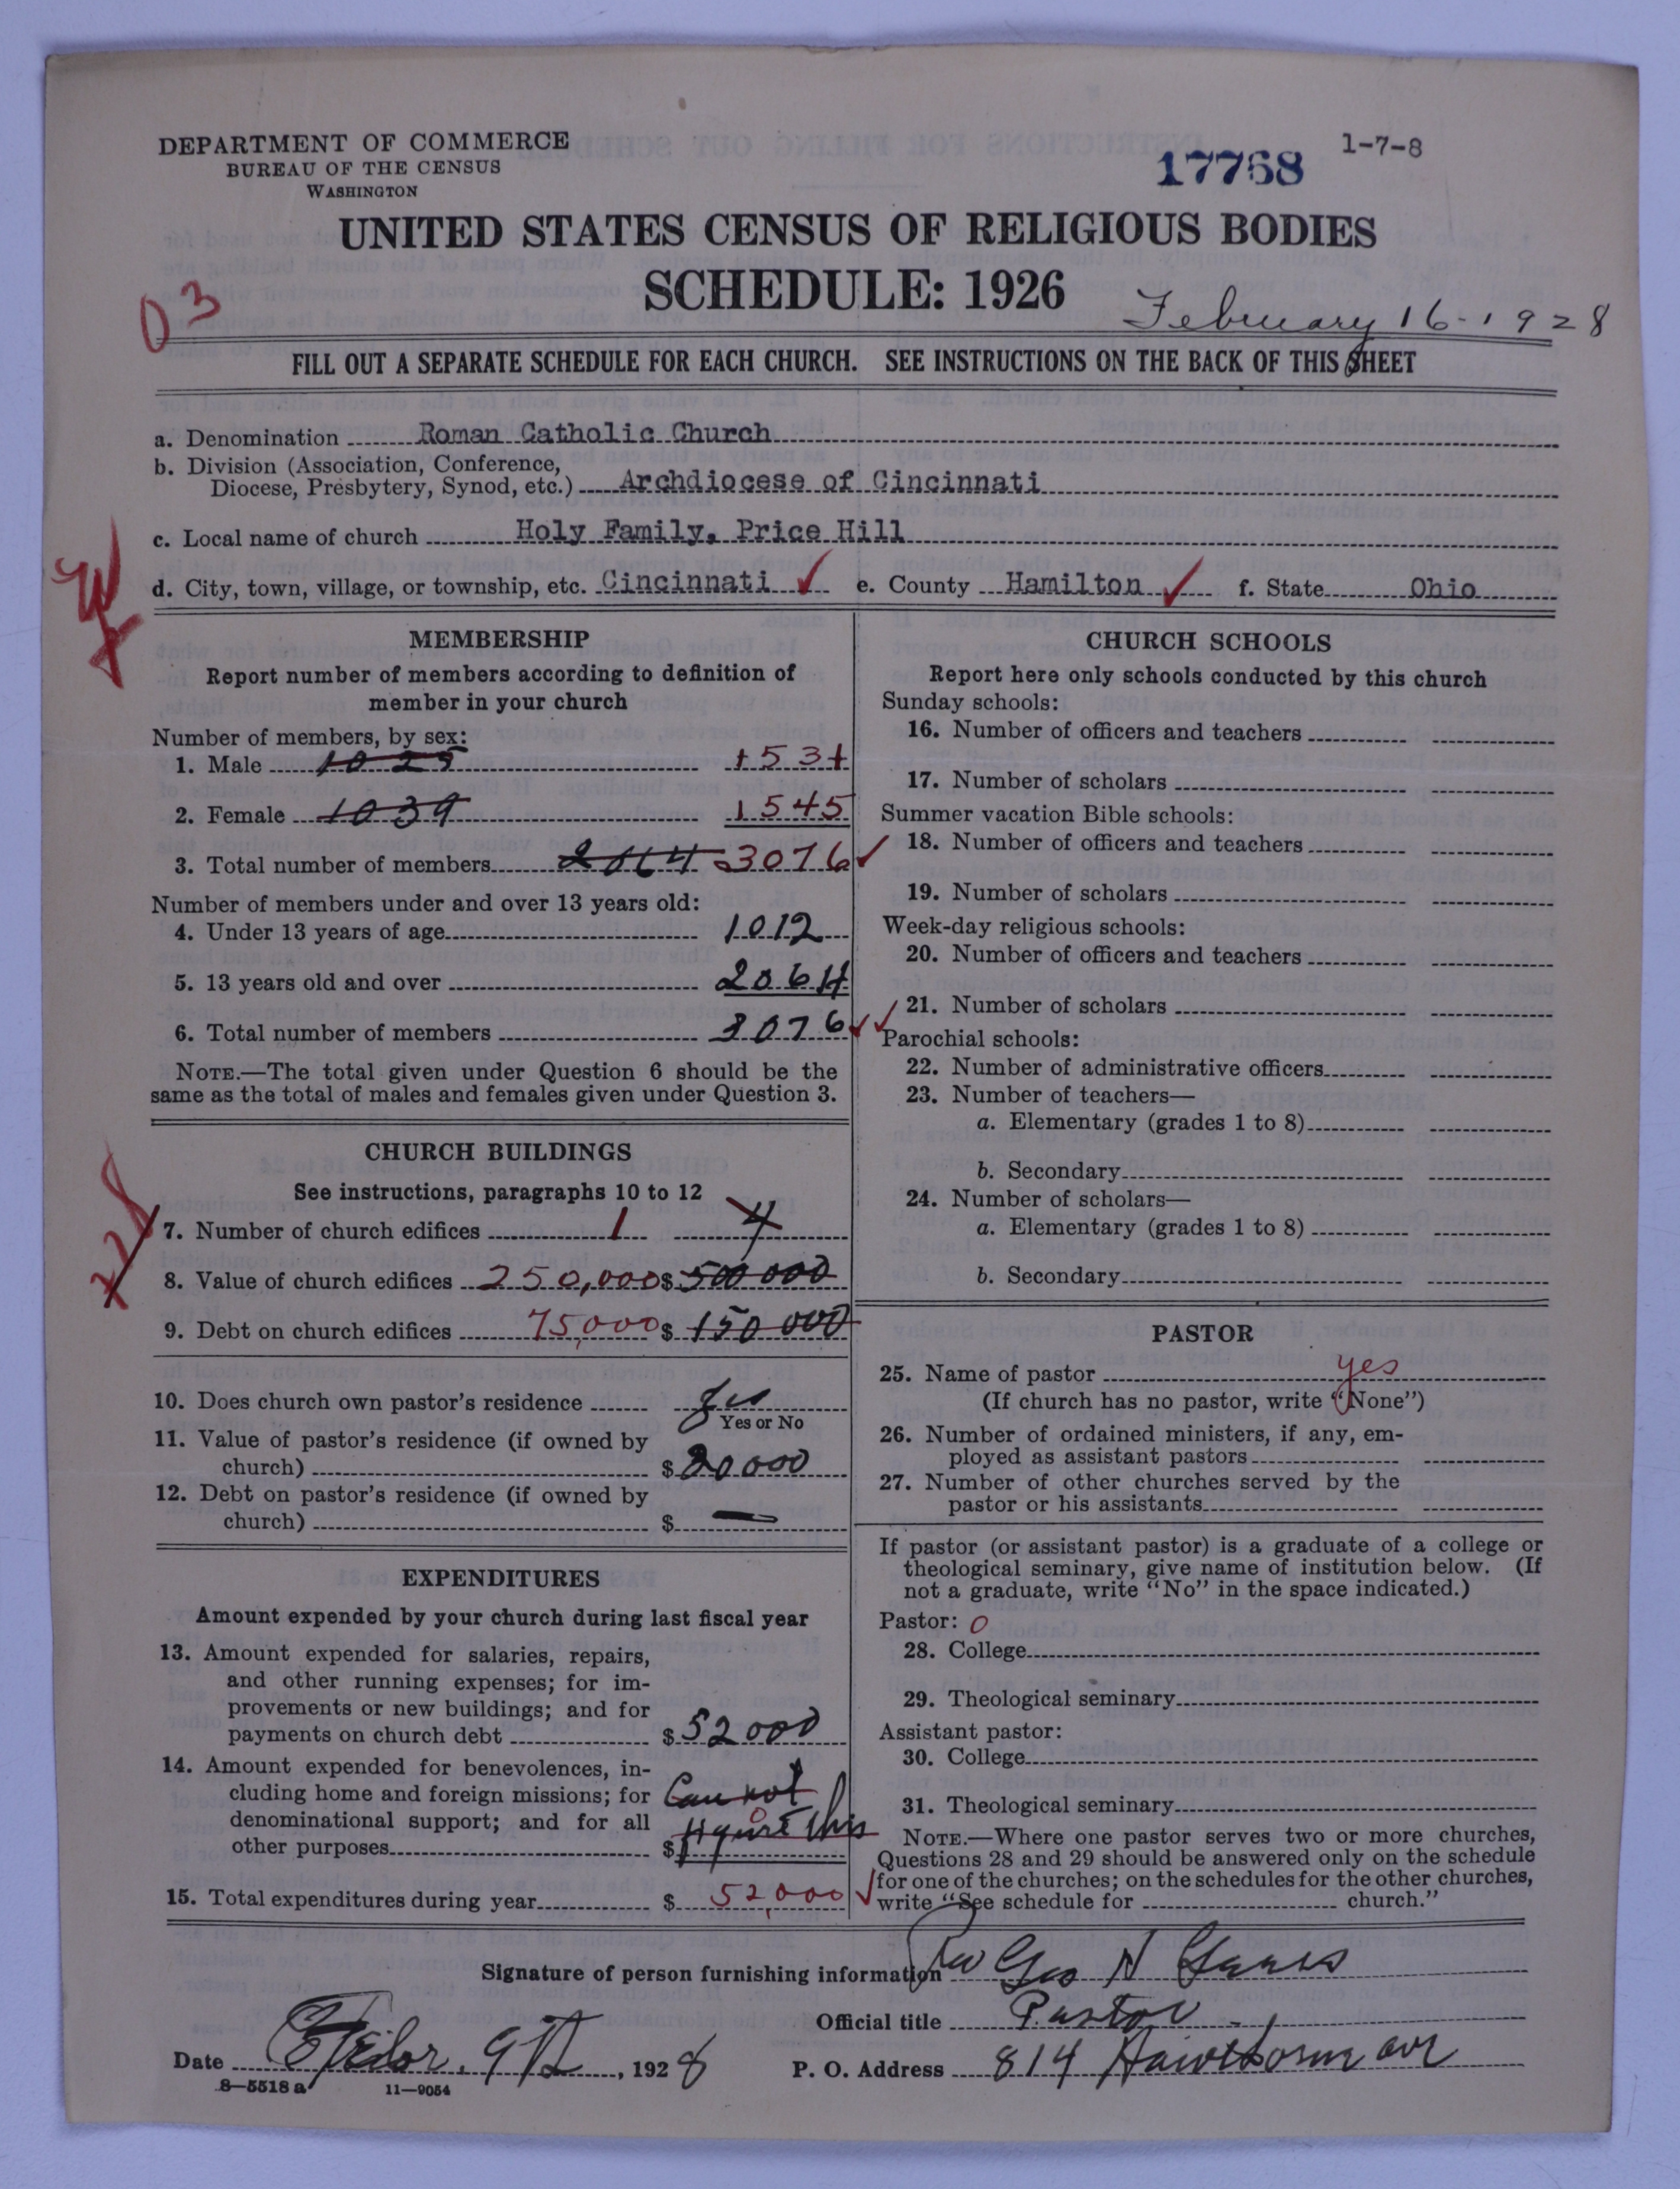 DEPARTMENT OF COMMERCE
BUREAU OF THE CENSUS
WASHINGTON
17768 1-7-8
UNITED STATES CENSUS OF RELIGIOUS BODIES
SCHEDULE: 1926
03
February 16-1928
FILL OUT A SEPARATE SCHEDULE FOR EACH CHURCH. SEE INSTRUCTIONS ON THE BACK OF THIS SHEET
a. Denomination Roman Catholic Church
b. Division (Association, Conference,
Diocese, Presbytery, Synod, etc.) Archdiocese of Cincinnati
c. Local name of church Holy Family, Price Hill
d. City, town, village, or township, etc. Cincinnati ✓ e. County Hamilton ✓ f. State Ohio
MEMBERSHIP
Report number of members according to definition of
member in your church
Number of members, by sex:
1. Male 1025 1531
2. Female 1039 1545
3. Total number of members 2064 3076 ✓
Number of members under and over 13 years old:
4. Under 13 years of age 1012
5. 13 years old and over 2064
6. Total number of members 3076 ✓✓
NOTE.—The total given under Question 6 should be the
same as the total of males and females given under Question 3.
CHURCH BUILDINGS
See instructions, paragraphs 10 to 12
7. Number of church edifices 1 4
8. Value of church edifices 250,000 $ 500 000
9. Debt on church edifices 75,000 $ 150 000
10. Does church own pastor's residence yes
Yes or No
11. Value of pastor's residence (if owned by
church) $ 20 000
12. Debt on pastor's residence (if owned by
church) $ —
EXPENDITURES
Amount expended by your church during last fiscal year
13. Amount expended for salaries, repairs,
and other running expenses; for im-
provements or new buildings; and for
payments on church debt $ 52 000
14. Amount expended for benevolences, in-
cluding home and foreign missions; for Can not
denominational support; and for all figure this
other purposes $ 0
15. Total expenditures during year $ 52,000 ✓
CHURCH SCHOOLS
Report here only schools conducted by this church
Sunday schools:
16. Number of officers and teachers
17. Number of scholars
Summer vacation Bible schools:
18. Number of officers and teachers
19. Number of scholars
Week-day religious schools:
20. Number of officers and teachers
21. Number of scholars
Parochial schools:
22. Number of administrative officers
23. Number of teachers—
a. Elementary (grades 1 to 8)
b. Secondary
24. Number of scholars—
a. Elementary (grades 1 to 8)
b. Secondary
PASTOR
25. Name of pastor yes
(If church has no pastor, write "None")
26. Number of ordained ministers, if any, em-
ployed as assistant pastors
27. Number of other churches served by the
pastor or his assistants
If pastor (or assistant pastor) is a graduate of a college or
theological seminary, give name of institution below. (If
not a graduate, write "No" in the space indicated.)
Pastor: 0
28. College
29. Theological seminary
Assistant pastor:
30. College
31. Theological seminary
NOTE.—Where one pastor serves two or more churches,
Questions 28 and 29 should be answered only on the schedule
for one of the churches; on the schedules for the other churches,
write "See schedule for church."
Signature of person furnishing information Rev Geo N
Official title Pastor
Date Febr. 9th, 1928 P. O. Address 814 Hawthorne ave
8-5518a 11-9054